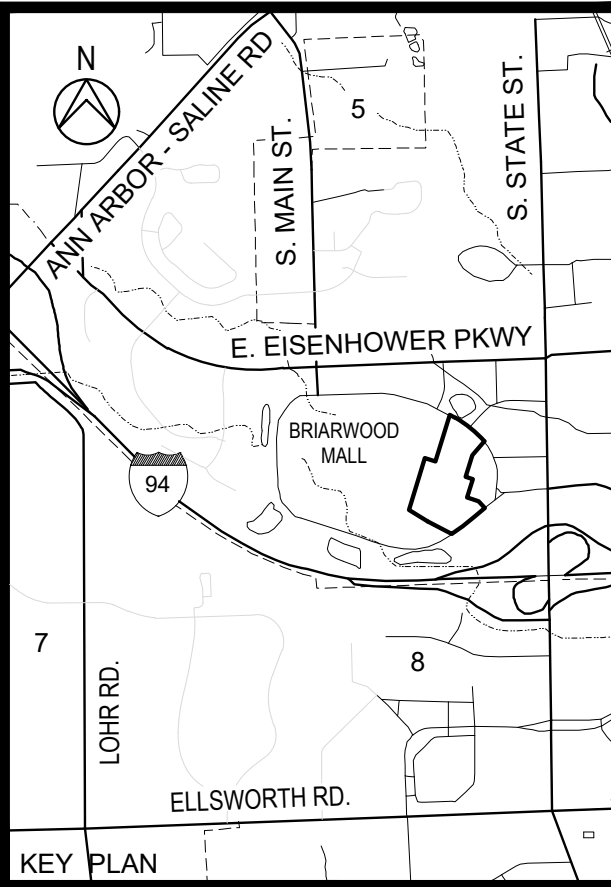 N
ANN ARBOR - SALINE RD
5
S. MAIN ST.
S. STATE ST.
E. EISENHOWER PKWY
BRIARWOOD
MALL
94
7
LOHR RD.
8
ELLSWORTH RD.
KEY PLAN